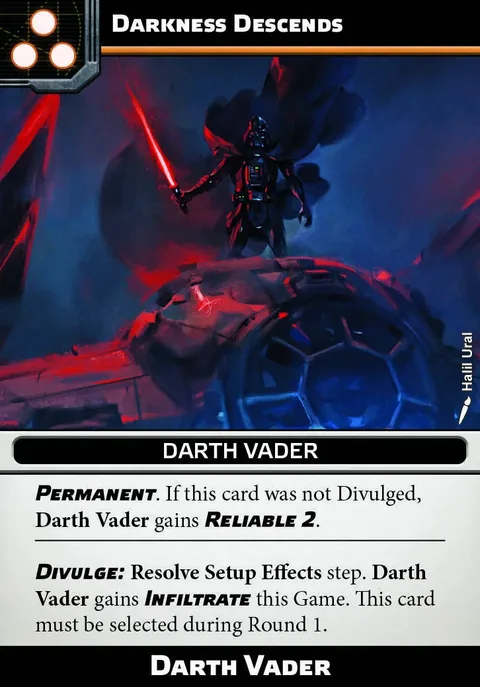 Darkness Descends
Halil Ural
DARTH VADER
Permanent. If this card was not Divulged,
Darth Vader gains Reliable 2.
Divulge: Resolve Setup Effects step. Darth
Vader gains Infiltrate this Game. This card
must be selected during Round 1.
Darth Vader